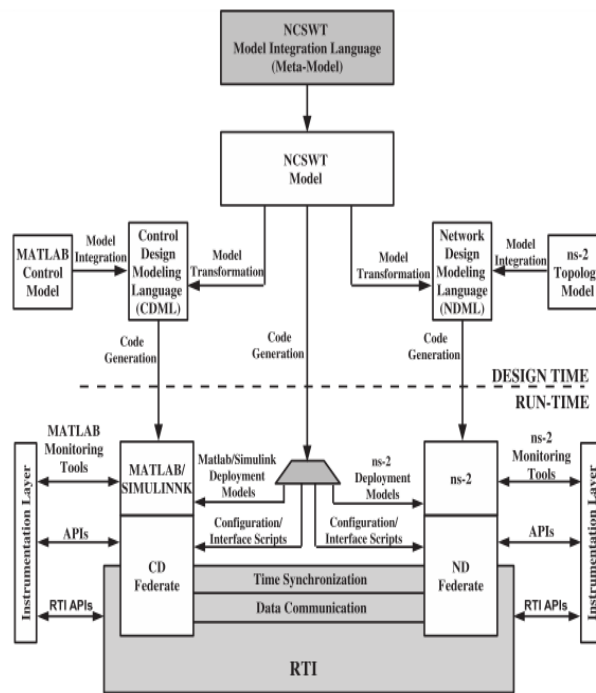 NCSWT
Model Integration Language
(Meta-Model)
NCSWT
Model
MATLAB
Control
Model
Model
Integration
Control
Design
Modeling
Language
(CDML)
Model
Transformation
Model
Transformation
Network
Design
Modeling
Language
(NDML)
Model
Integration
ns-2
Topology
Model
Code
Generation
Code
Generation
Code
Generation
DESIGN TIME
RUN-TIME
Instrumentation Layer
MATLAB
Monitoring
Tools
APIs
RTI APIs
MATLAB/
SIMULINNK
CD
Federate
Matlab/Simulink
Deployment
Models
Configuration/
Interface Scripts
ns-2
Deployment
Models
Configuration/
Interface Scripts
Time Synchronization
Data Communication
RTI
ns-2
ND
Federate
ns-2
Monitoring
Tools
APIs
RTI APIs
Instrumentation Layer